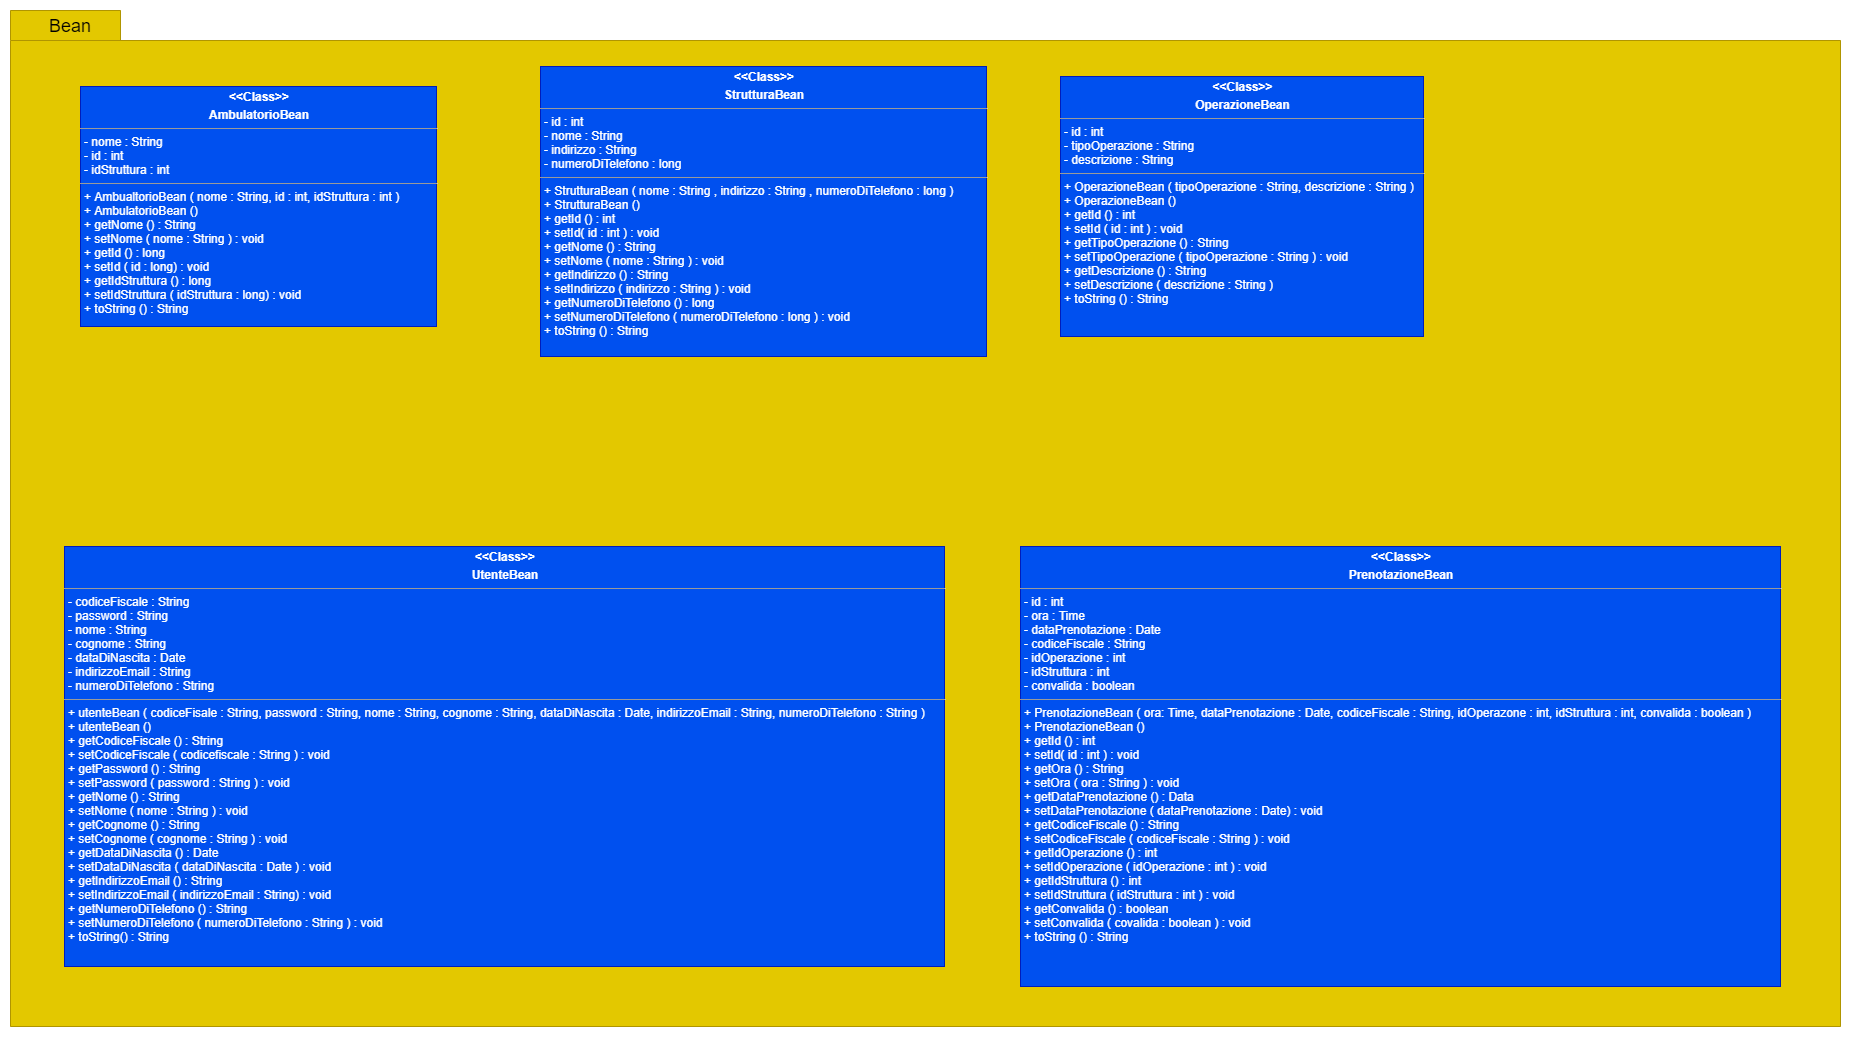 Bean
<<Class>>
AmbulatorioBean
- nome : String
- id : int
- idStruttura : int
+ AmbualtorioBean ( nome : String, id : int, idStruttura : int )
+ AmbulatorioBean ()
+ getNome () : String
+ setNome ( nome : String ) : void
+ getId () : long
+ setId ( id : long) : void
+ getIdStruttura () : long
+ setIdStruttura ( idStruttura : long) : void
+ toString () : String
<<Class>>
StrutturaBean
- id : int
- nome : String
- indirizzo : String
- numeroDiTelefono : long
+ StrutturaBean ( nome : String , indirizzo : String , numeroDiTelefono : long )
+ StrutturaBean ()
+ getId () : int
+ setId( id : int ) : void
+ getNome () : String
+ setNome ( nome : String ) : void
+ getIndirizzo () : String
+ setIndirizzo ( indirizzo : String ) : void
+ getNumeroDiTelefono () : long
+ setNumeroDiTelefono ( numeroDiTelefono : long ) : void
+ toString () : String
<<Class>>
OperazioneBean
- id : int
- tipoOperazione : String
- descrizione : String
+ OperazioneBean ( tipoOperazione : String, descrizione : String )
+ OperazioneBean ()
+ getId () : int
+ setId ( id : int ) : void
+ getTipoOperazione () : String
+ setTipoOperazione ( tipoOperazione : String ) : void
+ getDescrizione () : String
+ setDescrizione ( descrizione : String )
+ toString () : String
<<Class>>
UtenteBean
- codiceFiscale : String
- password : String
- nome : String
- cognome : String
- dataDiNascita : Date
- indirizzoEmail : String
- numeroDiTelefono : String
+ utenteBean ( codiceFisale : String, password : String, nome : String, cognome : String, dataDiNascita : Date, indirizzoEmail : String, numeroDiTelefono : String )
+ utenteBean ()
+ getCodiceFiscale () : String
+ setCodiceFiscale ( codicefiscale : String ) : void
+ getPassword () : String
+ setPassword ( password : String ) : void
+ getNome () : String
+ setNome ( nome : String ) : void
+ getCognome () : String
+ setCognome ( cognome : String ) : void
+ getDataDiNascita () : Date
+ setDataDiNascita ( dataDiNascita : Date ) : void
+ getIndirizzoEmail () : String
+ setIndirizzoEmail ( indirizzoEmail : String) : void
+ getNumeroDiTelefono () : String
+ setNumeroDiTelefono ( numeroDiTelefono : String ) : void
+ toString() : String
<<Class>>
PrenotazioneBean
- id : int
- ora : Time
- dataPrenotazione : Date
- codiceFiscale : String
- idOperazione : int
- idStruttura : int
- convalida : boolean
+ PrenotazioneBean ( ora: Time, dataPrenotazione : Date, codiceFiscale : String, idOperazone : int, idStruttura : int, convalida : boolean )
+ PrenotazioneBean ()
+ getId () : int
+ setId( id : int ) : void
+ getOra () : String
+ setOra ( ora : String ) : void
+ getDataPrenotazione () : Data
+ setDataPrenotazione ( dataPrenotazione : Date) : void
+ getCodiceFiscale () : String
+ setCodiceFiscale ( codiceFiscale : String ) : void
+ getIdOperazione () : int
+ setIdOperazione ( idOperazione : int ) : void
+ getIdStruttura () : int
+ setIdStruttura ( idStruttura : int ) : void
+ getConvalida () : boolean
+ setConvalida ( covalida : boolean ) : void
+ toString () : String